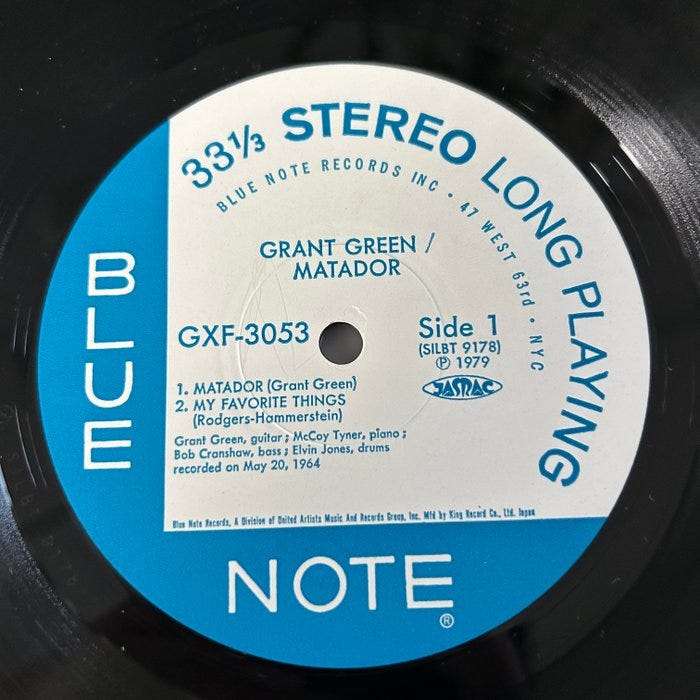 33⅓ STEREO LONG PLAYING
BLUE NOTE RECORDS INC • 47 WEST 63rd • NYC
GRANT GREEN /
MATADOR
GXF-3053
Side 1
(SILBT 9178)
Ⓟ 1979
JASRAC
1. MATADOR (Grant Green)
2. MY FAVORITE THINGS
(Rodgers-Hammerstein)
Grant Green, guitar ; McCoy Tyner, piano ;
Bob Cranshaw, bass ; Elvin Jones, drums
recorded on May 20, 1964
Blue Note Records, A Division of United Artists Music And Records Group, Inc. Mfd by King Record Co., Ltd. Japan
BLUE
NOTE®